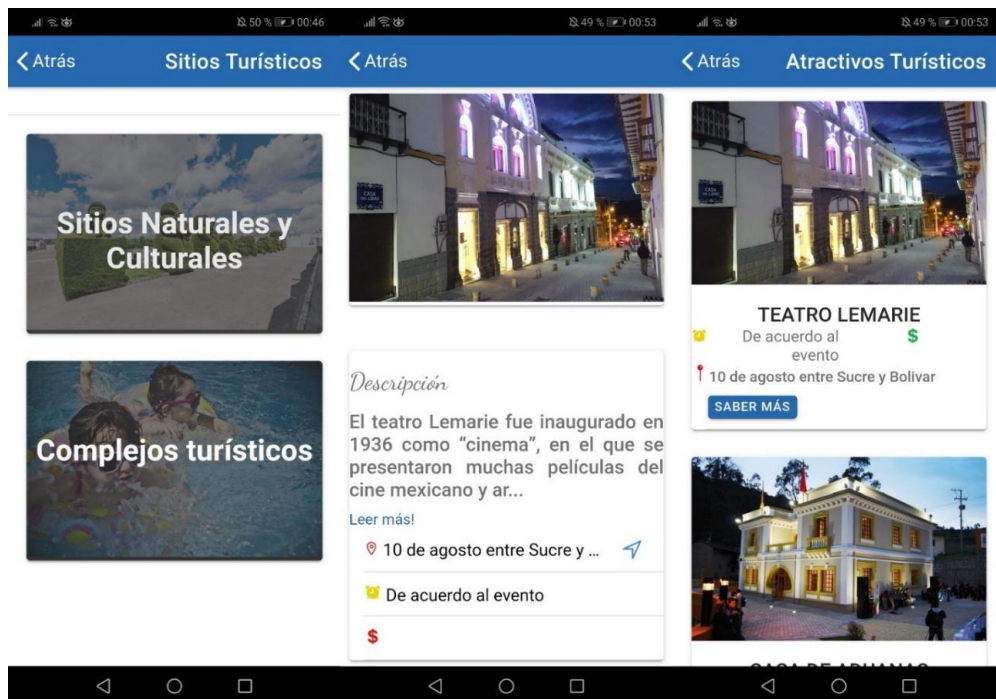 50 % 00:46
Atrás Sitios Turísticos
Sitios Naturales y
Culturales
Complejos turísticos
49 % 00:53
Atrás
Descripción
El teatro Lemarie fue inaugurado en
1936 como “cinema”, en el que se
presentaron muchas películas del
cine mexicano y ar...
Leer más!
10 de agosto entre Sucre y ...
De acuerdo al evento
$
49 % 00:53
Atrás Atractivos Turísticos
TEATRO LEMARIE
De acuerdo al
evento
$
10 de agosto entre Sucre y Bolivar
SABER MÁS